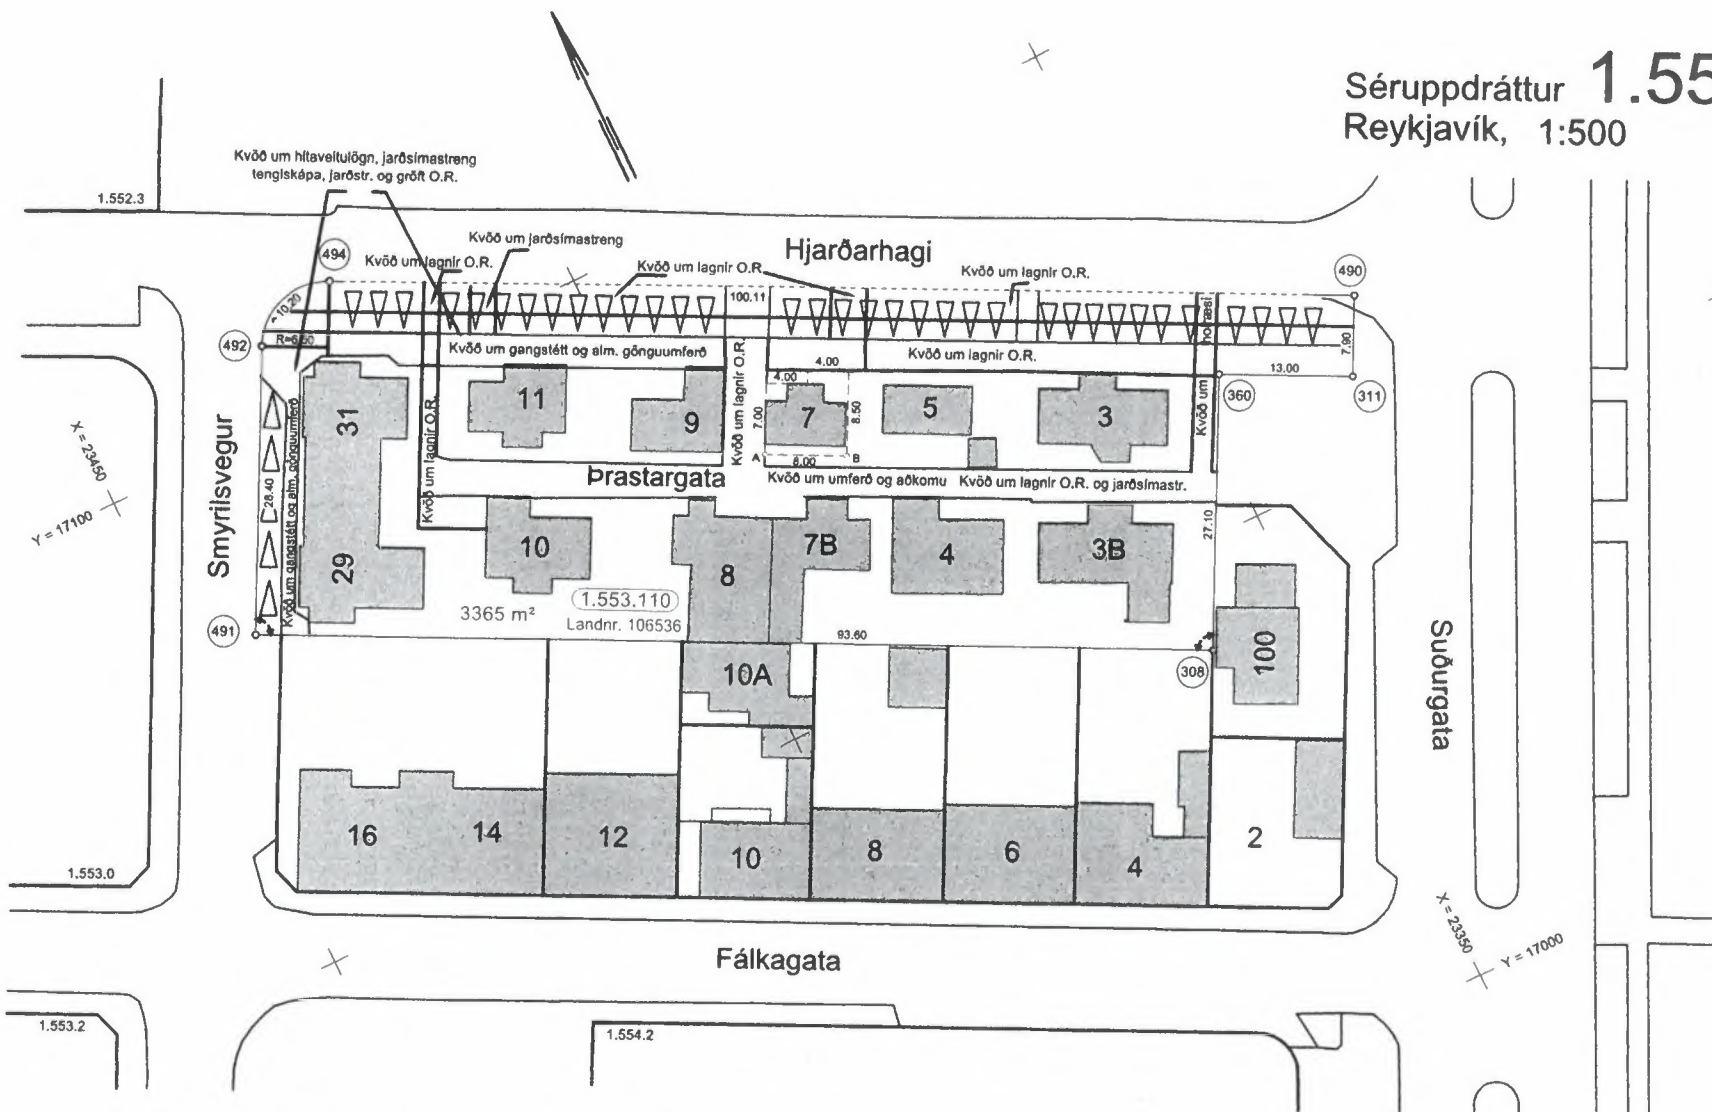 Séruppdráttur 1.55
Reykjavík, 1:500
Kvöð um hitaveitulögn, jarðsímastreng
tengiskápa, jarðstr. og gröft O.R.
1.552.3
Hjarðarhagi
Kvöð um jarðsímastreng
Kvöð um lagnir O.R.
Kvöð um lagnir O.R.
Kvöð um lagnir O.R.
494
490
10.20
100.11
492
R=6.50
7.90
Kvöð um gangstétt og alm. gönguumferð
Kvöð um lagnir O.R.
4.00
4.00
13.00
360
311
31
11
9
7
5
3
7.00
8.50
A
8.00
B
Kvöð um lagnir O.R.
Kvöð um lagnir O.R.
Kvöð um
Smyrilsvegur
28.40
Kvöð um gangstétt og alm. gönguumferð
X = 23450
Y = 17100
Þrastargata
Kvöð um umferð og aðkomu
Kvöð um lagnir O.R. og jarðsímastr.
27.10
29
10
8
7B
4
3B
3365 m²
1.553.110
Landnr. 106536
93.60
491
308
100
Suðurgata
10A
16
14
12
10
8
6
4
2
1.553.0
X = 23350
Y = 17000
Fálkagata
1.553.2
1.554.2